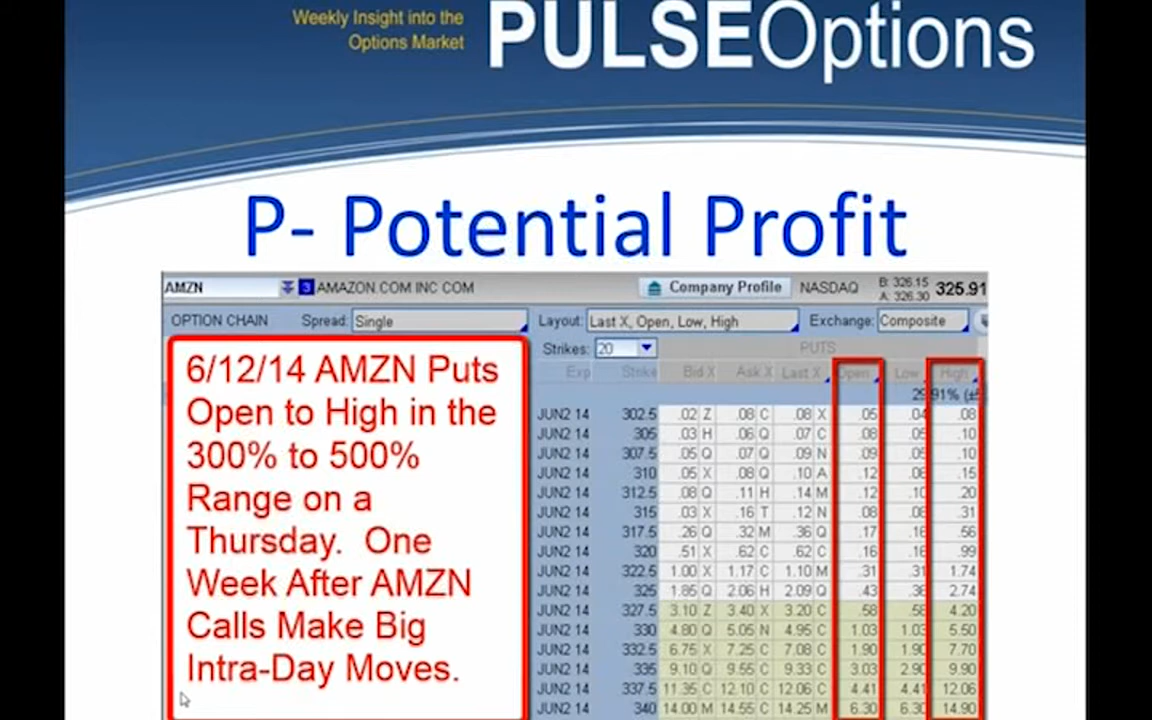 Weekly Insight into the
Options Market
PULSEOptions
P- Potential Profit
AMZN 3 AMAZON.COM INC COM Company Profile NASDAQ B: 326.15 A: 326.30 325.91
OPTION CHAIN Spread: Single Layout: Last X, Open, Low, High Exchange: Composite
Strikes: 20 PUTS
Exp Strike Bid X Ask X Last X Open Low High
6/12/14 AMZN Puts
Open to High in the
300% to 500%
Range on a
Thursday. One
Week After AMZN
Calls Make Big
Intra-Day Moves.
JUN2 14 302.5 .02 Z .08 C .08 X .05 .04 .08
JUN2 14 305 .03 H .06 Q .07 C .08 .05 .10
JUN2 14 307.5 .05 Q .07 Q .09 N .09 .05 .10
JUN2 14 310 .05 X .08 Q .10 A .12 .06 .15
JUN2 14 312.5 .08 Q .11 H .14 M .12 .10 .20
JUN2 14 315 .03 X .16 T .12 N .08 .08 .31
JUN2 14 317.5 .26 Q .32 M .36 Q .17 .16 .56
JUN2 14 320 .51 X .62 C .62 C .16 .16 .99
JUN2 14 322.5 1.00 X 1.17 C 1.10 M .31 .31 1.74
JUN2 14 325 1.85 Q 2.06 H 2.09 Q .43 .36 2.74
JUN2 14 327.5 3.10 Z 3.40 X 3.20 C .58 .58 4.20
JUN2 14 330 4.80 Q 5.05 N 4.95 C 1.03 1.03 5.50
JUN2 14 332.5 6.75 X 7.25 C 7.08 C 1.90 1.90 7.70
JUN2 14 335 9.10 Q 9.55 C 9.33 C 3.03 2.90 9.90
JUN2 14 337.5 11.35 C 12.10 C 12.06 C 4.41 4.41 12.06
JUN2 14 340 14.00 M 14.55 C 14.25 M 6.30 6.30 14.90